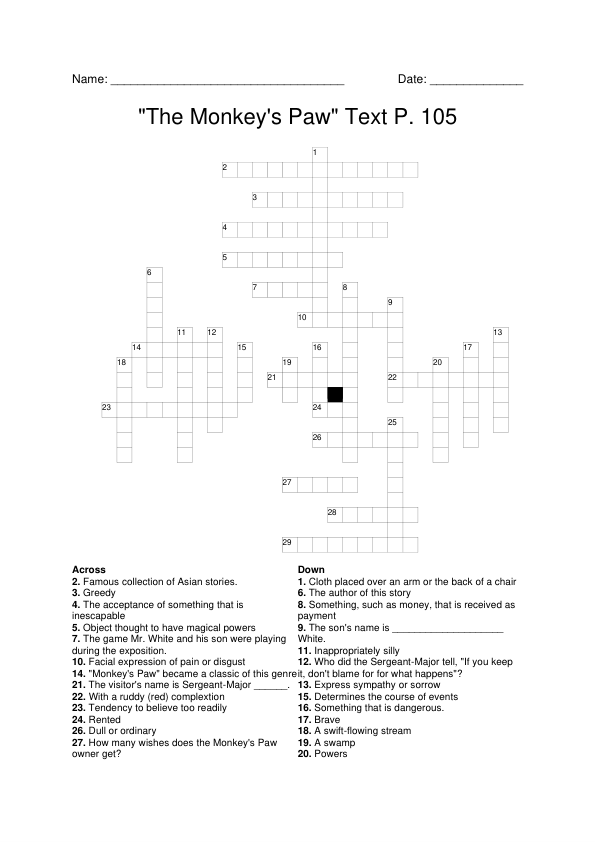 Name: ___________________________________ Date: ______________
"The Monkey's Paw" Text P. 105
1
2
3
4
5
6
7 8
9
10
11 12 13
14 15 16 17
18 19 20
21 22
23 24
25
26
27
28
29
Across
2. Famous collection of Asian stories.
3. Greedy
4. The acceptance of something that is
inescapable
5. Object thought to have magical powers
7. The game Mr. White and his son were playing
during the exposition.
10. Facial expression of pain or disgust
14. "Monkey's Paw" became a classic of this genre
21. The visitor's name is Sergeant-Major ______.
22. With a ruddy (red) complextion
23. Tendency to believe too readily
24. Rented
26. Dull or ordinary
27. How many wishes does the Monkey's Paw
owner get?
Down
1. Cloth placed over an arm or the back of a chair
6. The author of this story
8. Something, such as money, that is received as
payment
9. The son's name is ____________________
White.
11. Inappropriately silly
12. Who did the Sergeant-Major tell, "If you keep
it, don't blame for for what happens"?
13. Express sympathy or sorrow
15. Determines the course of events
16. Something that is dangerous.
17. Brave
18. A swift-flowing stream
19. A swamp
20. Powers